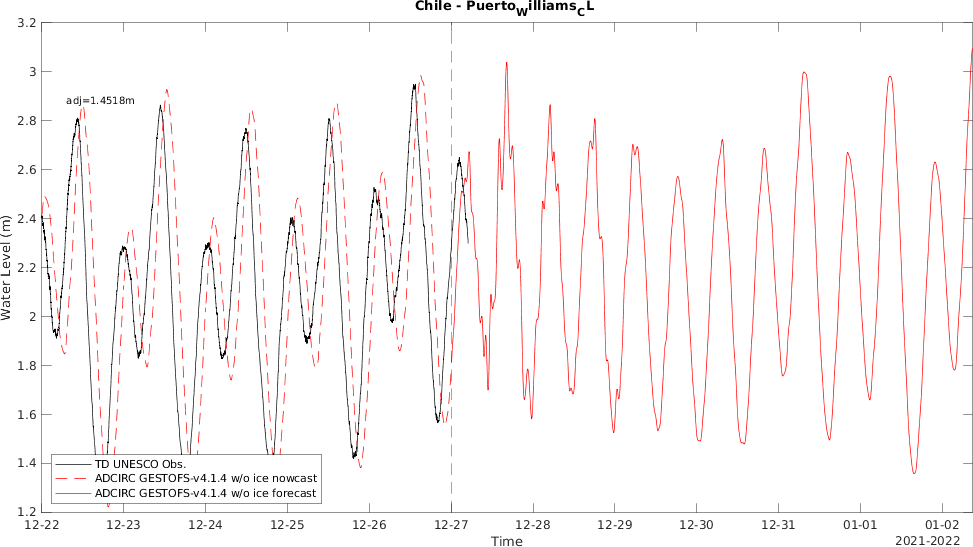 Chile - PuertoWilliamsCL
3.2
3
2.8
2.6
2.4
2.2
2
1.8
1.6
1.4
1.2
Water Level (m)
adj=1.4518m
TD UNESCO Obs.
ADCIRC GESTOFS-v4.1.4 w/o ice nowcast
ADCIRC GESTOFS-v4.1.4 w/o ice forecast
12-22 12-23 12-24 12-25 12-26 12-27 12-28 12-29 12-30 12-31 01-01 01-02
Time
2021-2022